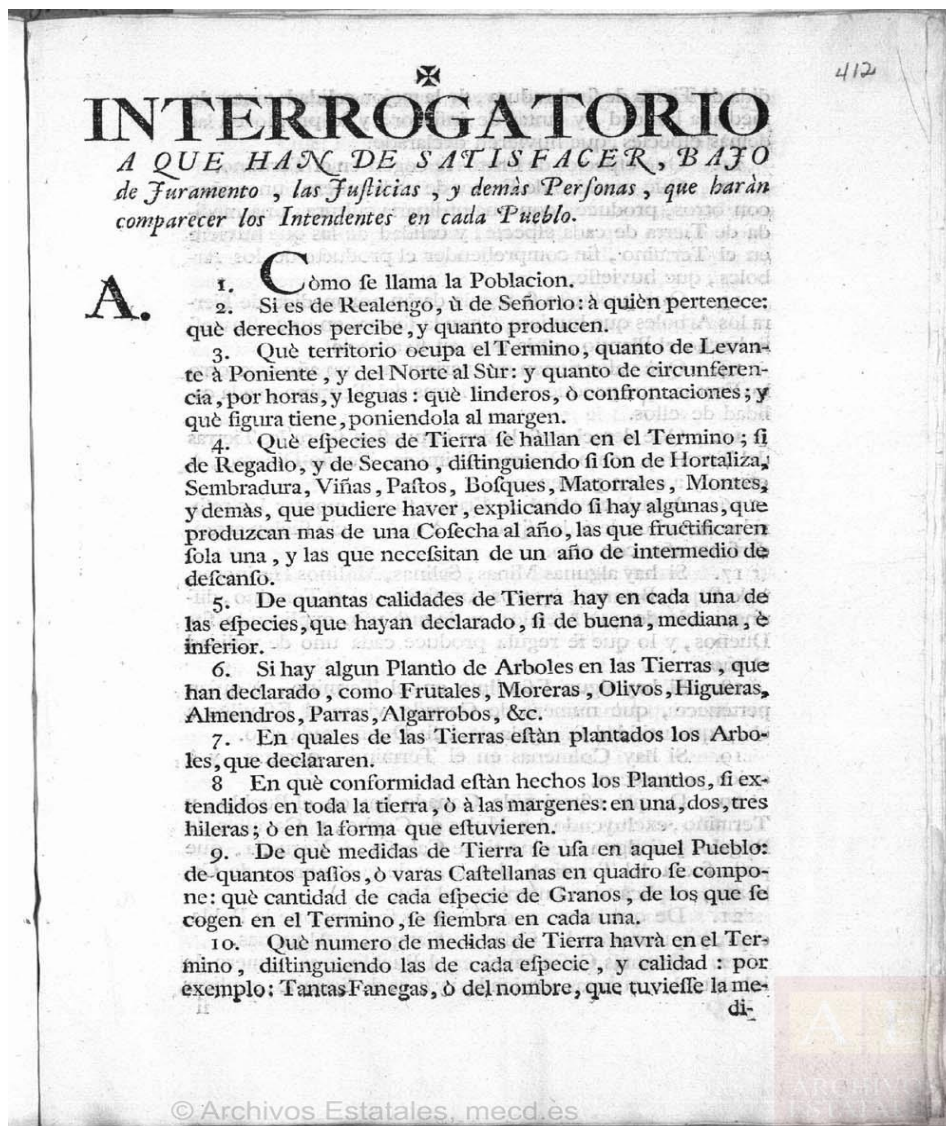 412
✠
INTERROGATORIO
A QUE HAN DE SATISFACER, BAJO
de Juramento , las Juſticias , y demàs Perſonas , que haràn
comparecer los Intendentes en cada Pueblo.
A. 1. Còmo ſe llama la Poblacion.
2. Si es de Realengo, ù de Señorìo: à quièn pertenece:
què derechos percibe, y quanto producen.
3. Què territorio ocupa el Termino, quanto de Levan-
te à Poniente , y del Norte al Sùr: y quanto de circunferen-
cia, por horas, y leguas : què linderos, ò confrontaciones; y
què figura tiene, poniendola al margen.
4. Què eſpecies de Tierra ſe hallan en el Termino; ſi
de Regadìo, y de Secano , diſtinguiendo ſi ſon de Hortaliza,
Sembradura, Viñas, Paſtos, Boſques, Matorrales, Montes,
y demàs, que pudiere haver, explicando ſi hay algunas, que
produzcan mas de una Coſecha al año, las que fructificaren
ſola una, y las que neceſsitan de un año de intermedio de
deſcanſo.
5. De quantas calidades de Tierra hay en cada una de
las eſpecies, que hayan declarado, ſi de buena, mediana, è
inferior.
6. Si hay algun Plantìo de Arboles en las Tierras , que
han declarado , como Frutales, Moreras, Olivos, Higueras,
Almendros, Parras, Algarrobos, &c.
7. En quales de las Tierras eſtàn plantados los Arbo-
les, que declararen.
8 En què conformidad eſtàn hechos los Plantìos, ſi ex-
tendidos en toda la tierra, ò à las margenes: en una, dos, tres
hileras; ò en la forma que eſtuvieren.
9. De què medidas de Tierra ſe uſa en aquel Pueblo:
de quantos paſſos, ò varas Caſtellanas en quadro ſe compo-
ne: què cantidad de cada eſpecie de Granos, de los que ſe
cogen en el Termino, ſe ſiembra en cada una.
10. Què numero de medidas de Tierra havrà en el Ter-
mino, diſtinguiendo las de cada eſpecie, y calidad : por
exemplo: Tantas Fanegas, ò del nombre, que tuvieſſe la me-
di-
© Archivos Estatales, mecd.es
ARCHIVOS
ESTATALES